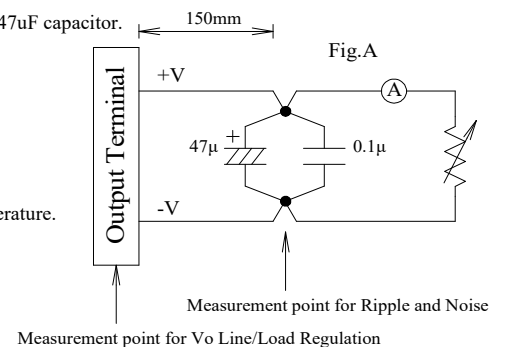 47uF capacitor.
150mm
Fig.A
+V
A
Output Terminal
47μ
+
0.1μ
-V
erature.
Measurement point for Ripple and Noise
Measurement point for Vo Line/Load Regulation